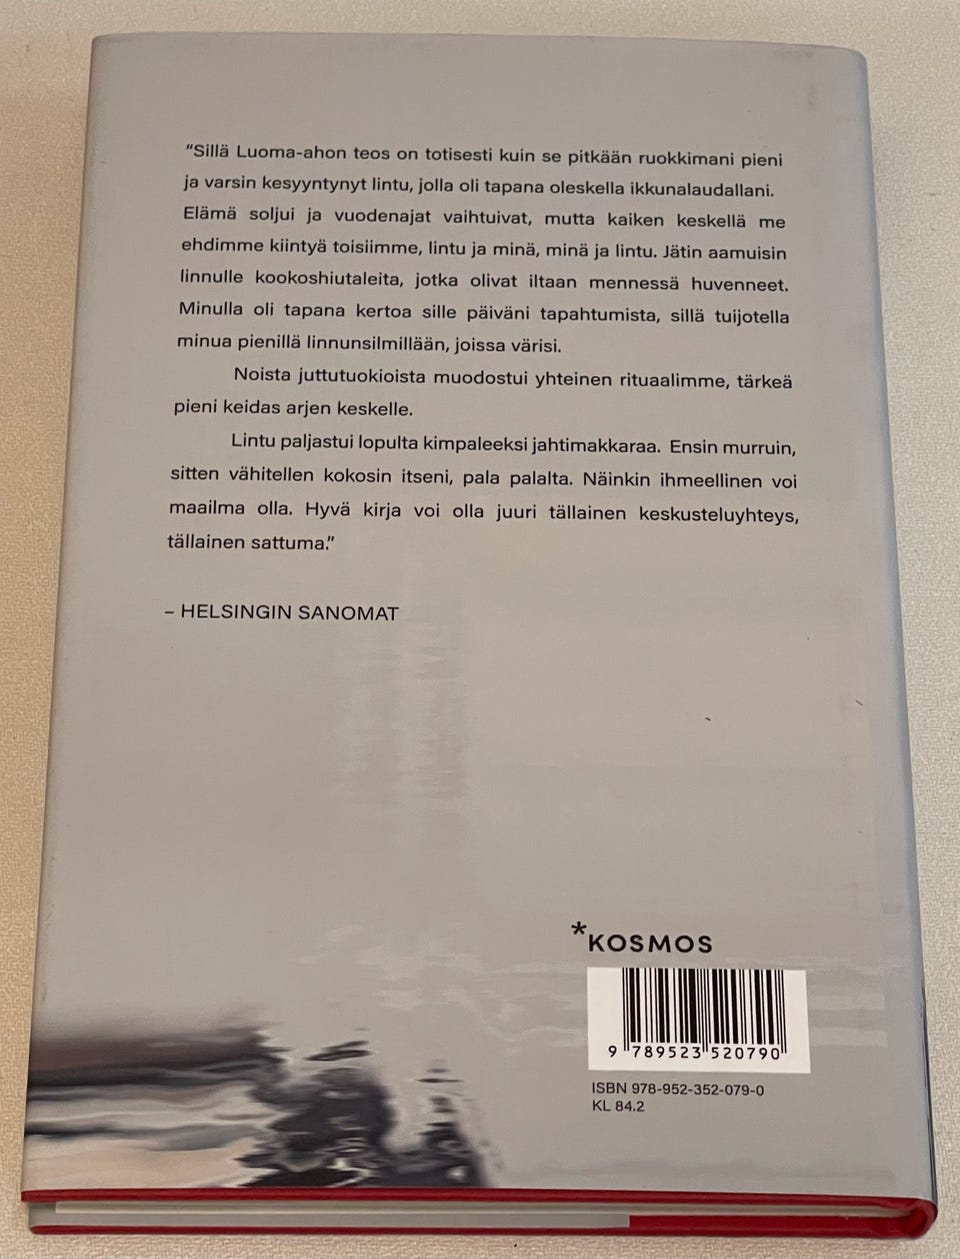 "Sillä Luoma-ahon teos on totisesti kuin se pitkään ruokkimani pieni
ja varsin kesyyntynyt lintu, jolla oli tapana oleskella ikkunalaudallani.
Elämä soljui ja vuodenajat vaihtuivat, mutta kaiken keskellä me
ehdimme kiintyä toisiimme, lintu ja minä, minä ja lintu. Jätin aamuisin
linnulle kookoshiutaleita, jotka olivat iltaan mennessä huvenneet.
Minulla oli tapana kertoa sille päiväni tapahtumista, sillä tuijotella
minua pienillä linnunsilmillään, joissa värisi.
Noista juttutuokioista muodostui yhteinen rituaalimme, tärkeä
pieni keidas arjen keskelle.
Lintu paljastui lopulta kimpaleeksi jahtimakkaraa. Ensin murruin,
sitten vähitellen kokosin itseni, pala palalta. Näinkin ihmeellinen voi
maailma olla. Hyvä kirja voi olla juuri tällainen keskusteluyhteys,
tällainen sattuma."
– HELSINGIN SANOMAT
*KOSMOS
9 789523 520790
ISBN 978-952-352-079-0
KL 84.2